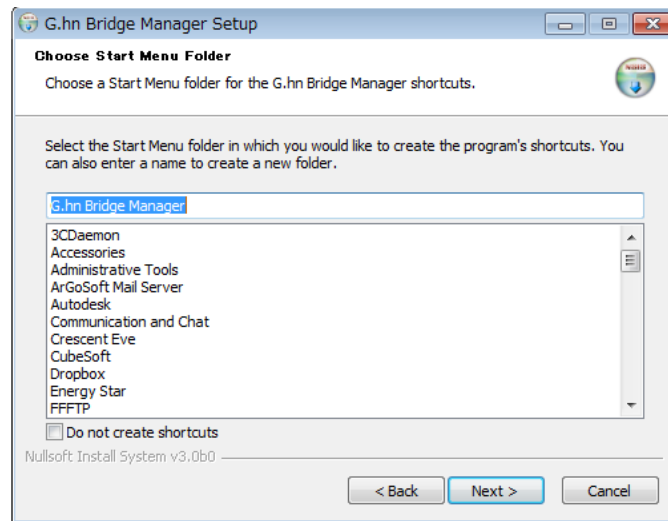 G.hn Bridge Manager Setup
Choose Start Menu Folder
Choose a Start Menu folder for the G.hn Bridge Manager shortcuts.
Select the Start Menu folder in which you would like to create the program's shortcuts. You
can also enter a name to create a new folder.
G.hn Bridge Manager
3CDaemon
Accessories
Administrative Tools
ArGoSoft Mail Server
Autodesk
Communication and Chat
Crescent Eve
CubeSoft
Dropbox
Energy Star
FFFTP
Do not create shortcuts
Nullsoft Install System v3.0b0
< Back
Next >
Cancel